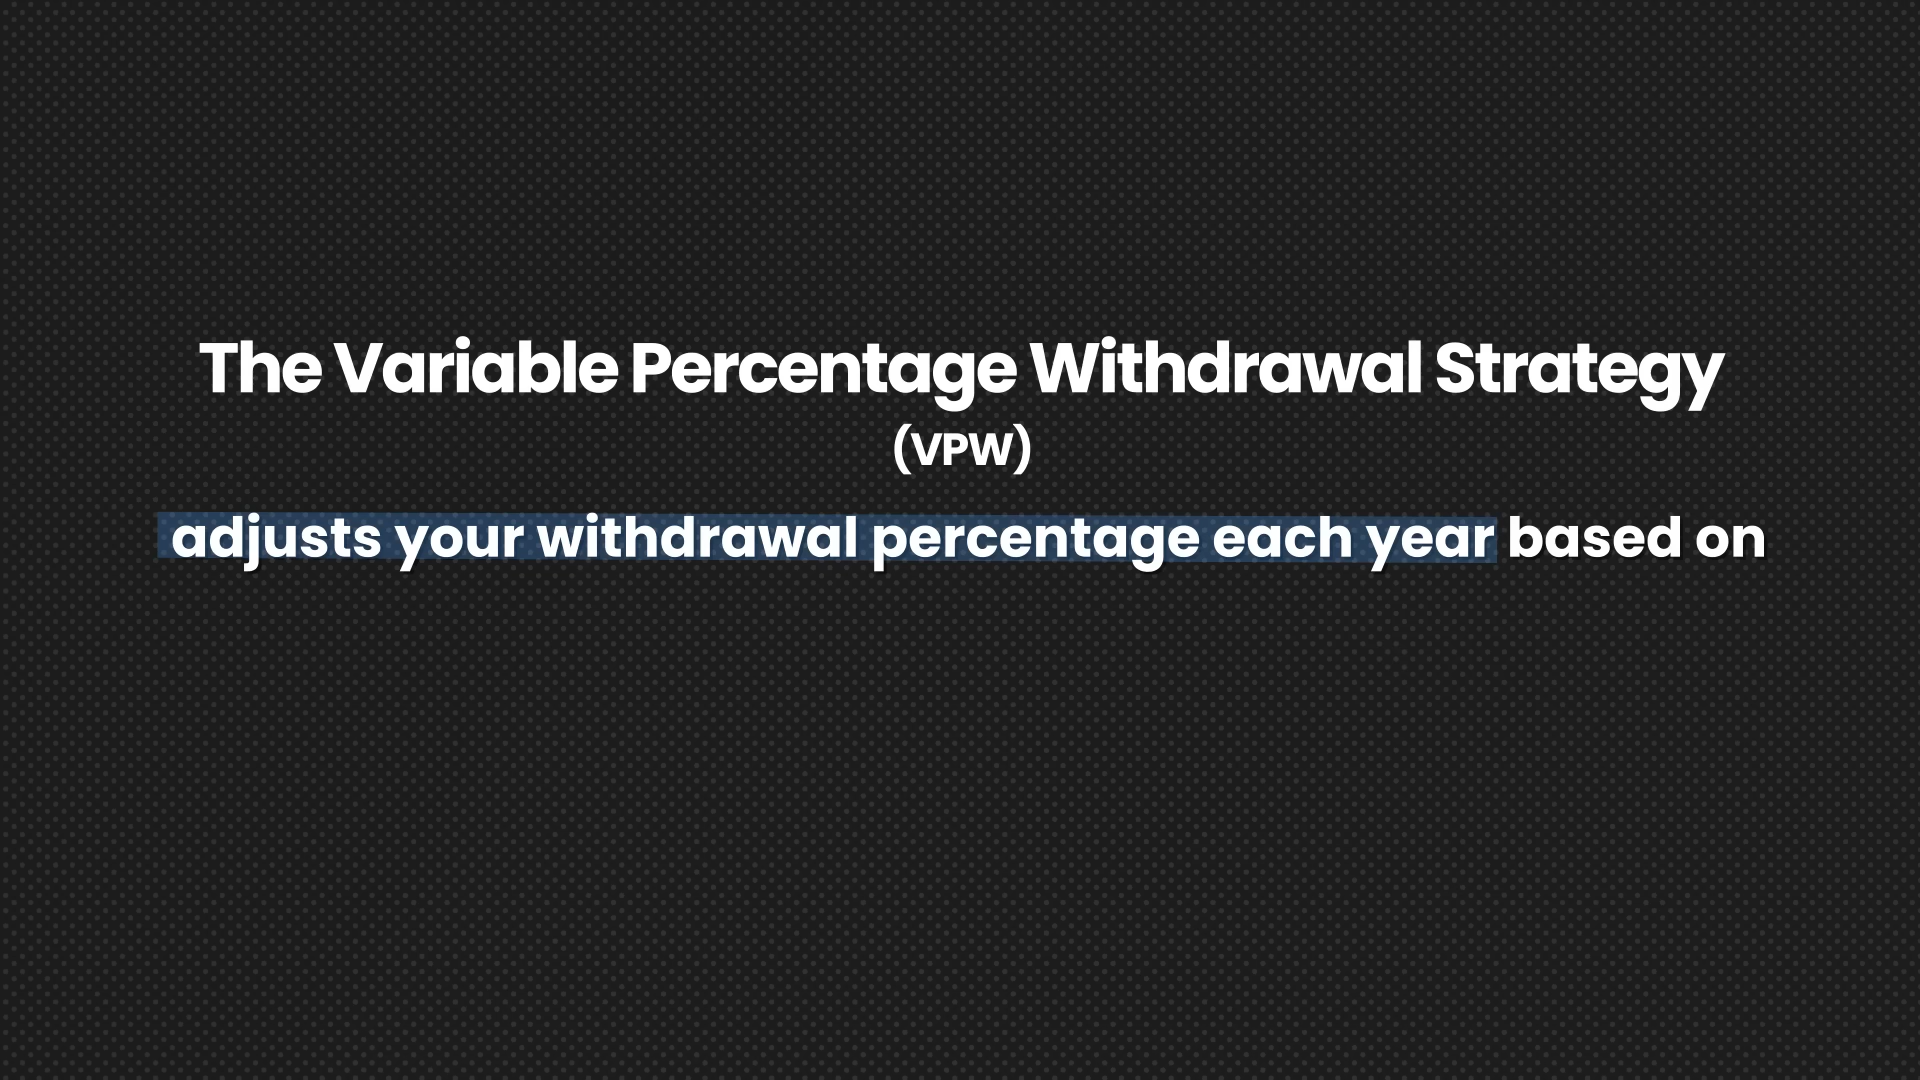 The Variable Percentage Withdrawal Strategy
(VPW)
adjusts your withdrawal percentage each year based on